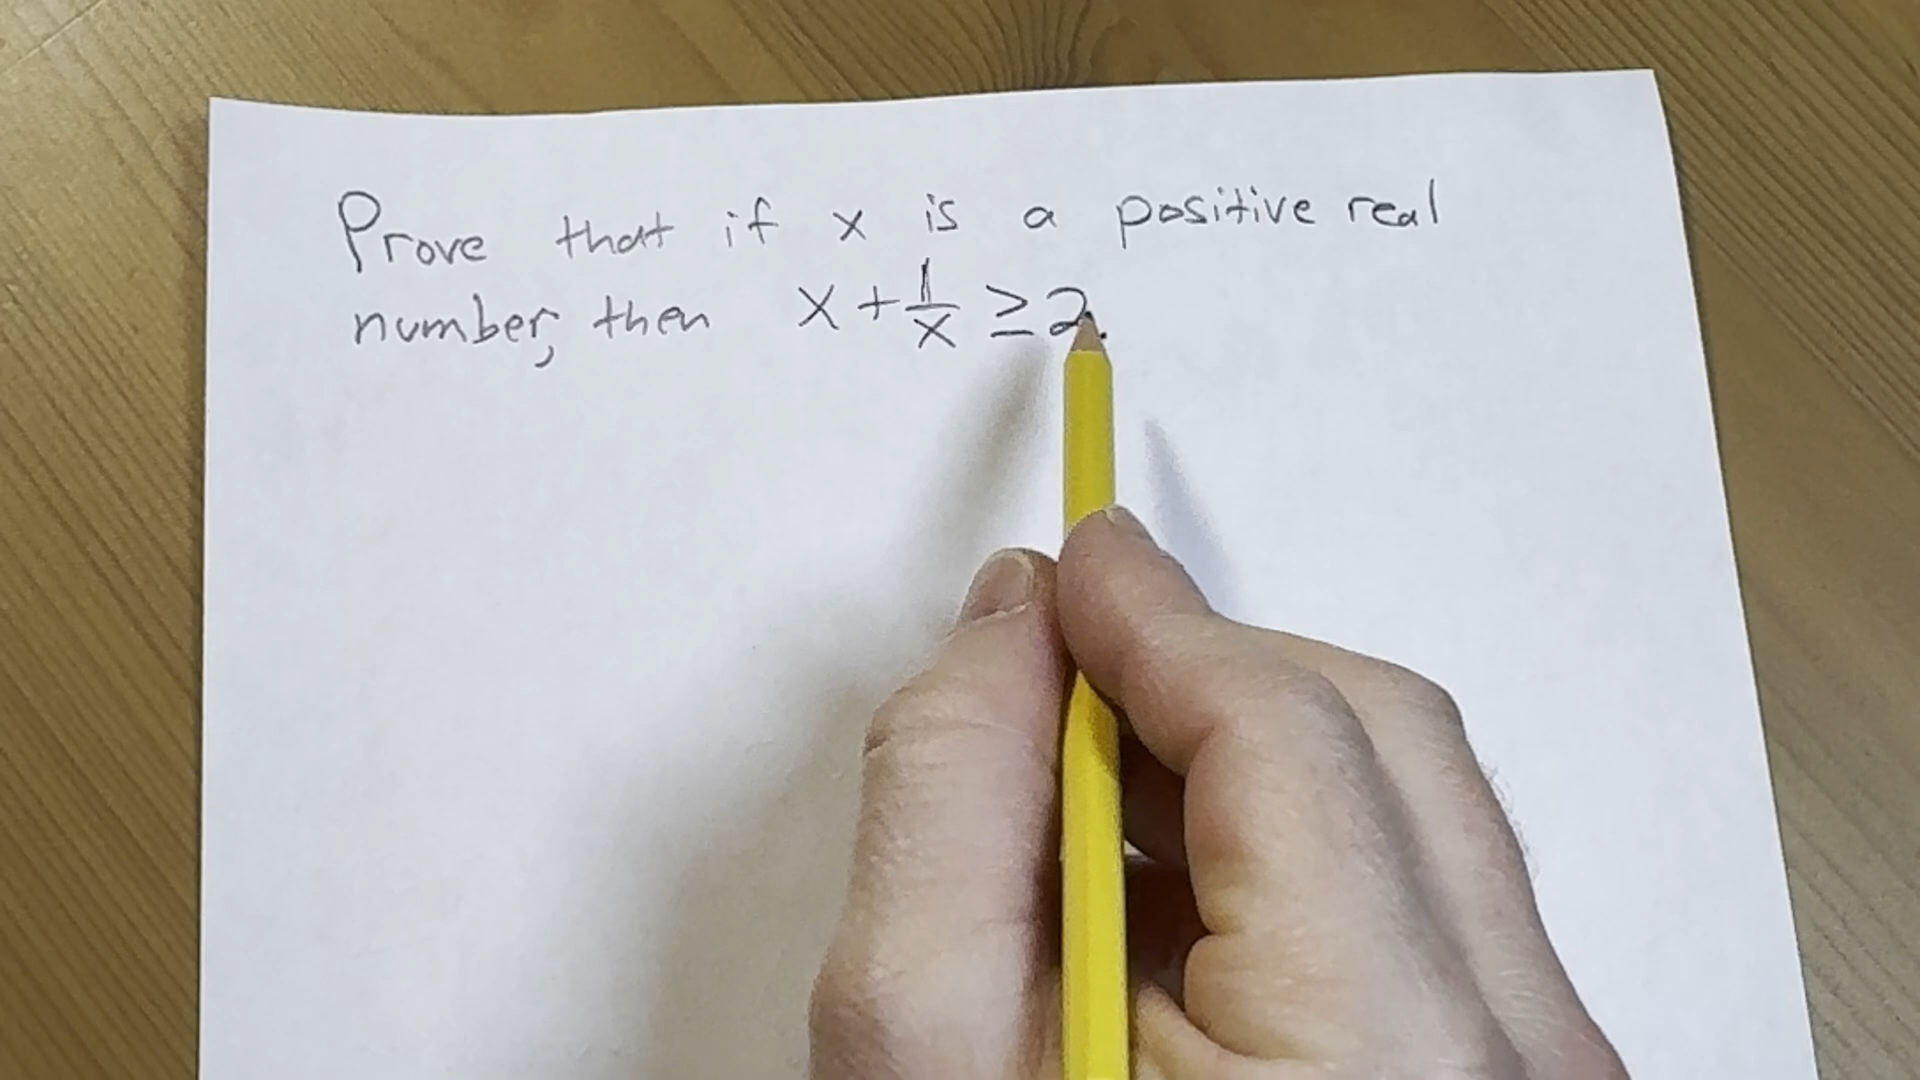 Prove that if x is a positive real
number, then x + 1/x ≥ 2.